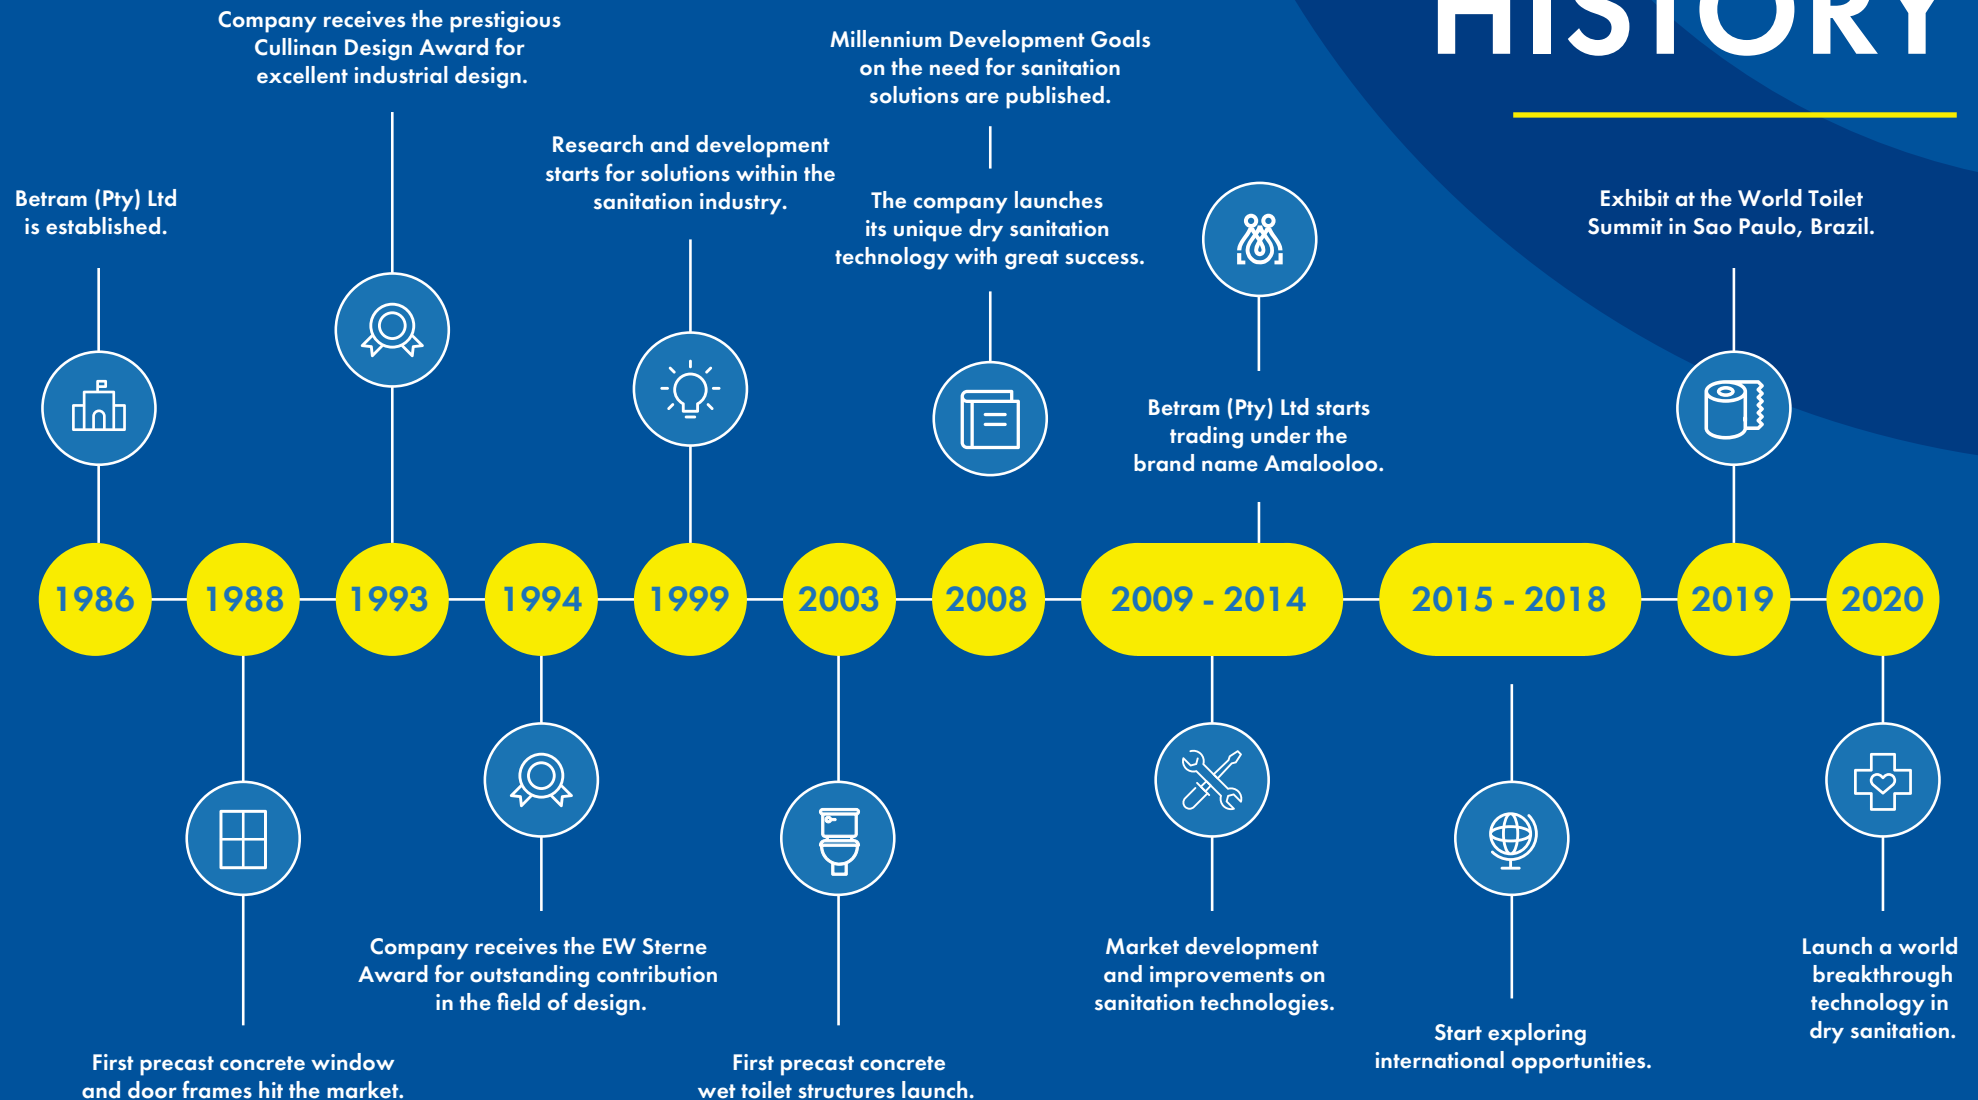 HISTORY
Company receives the prestigious
Cullinan Design Award for
excellent industrial design.
Millennium Development Goals
on the need for sanitation
solutions are published.
Research and development
starts for solutions within the
sanitation industry.
Betram (Pty) Ltd
is established.
The company launches
its unique dry sanitation
technology with great success.
Exhibit at the World Toilet
Summit in Sao Paulo, Brazil.
Betram (Pty) Ltd starts
trading under the
brand name Amalooloo.
1986
1988
1993
1994
1999
2003
2008
2009 - 2014
2015 - 2018
2019
2020
Company receives the EW Sterne
Award for outstanding contribution
in the field of design.
Market development
and improvements on
sanitation technologies.
Launch a world
breakthrough
technology in
dry sanitation.
Start exploring
international opportunities.
First precast concrete window
and door frames hit the market.
First precast concrete
wet toilet structures launch.